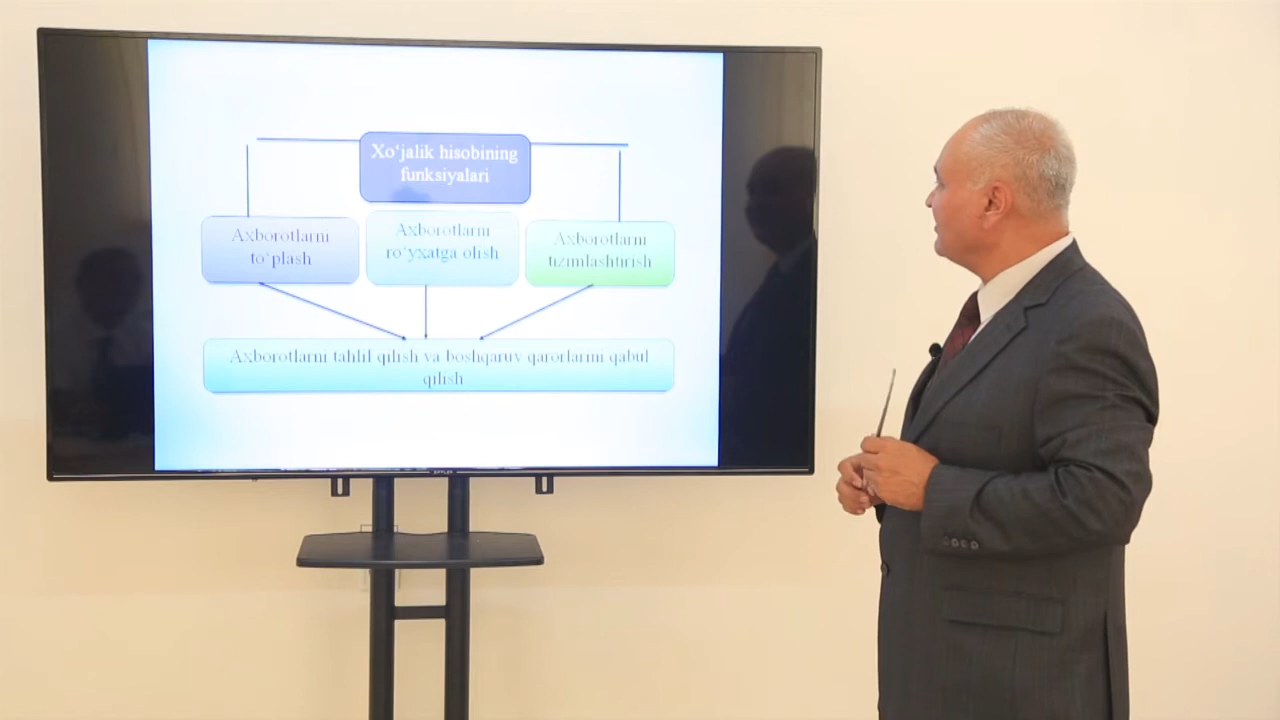 Xo‘jalik hisobining
funksiyalari
Axborotlarni
to‘plash
Axborotlarni
ro‘yxatga olish
Axborotlarni
tizimlashtirish
Axborotlarni tahlil qilish va boshqaruv qarorlarini qabul
qilish